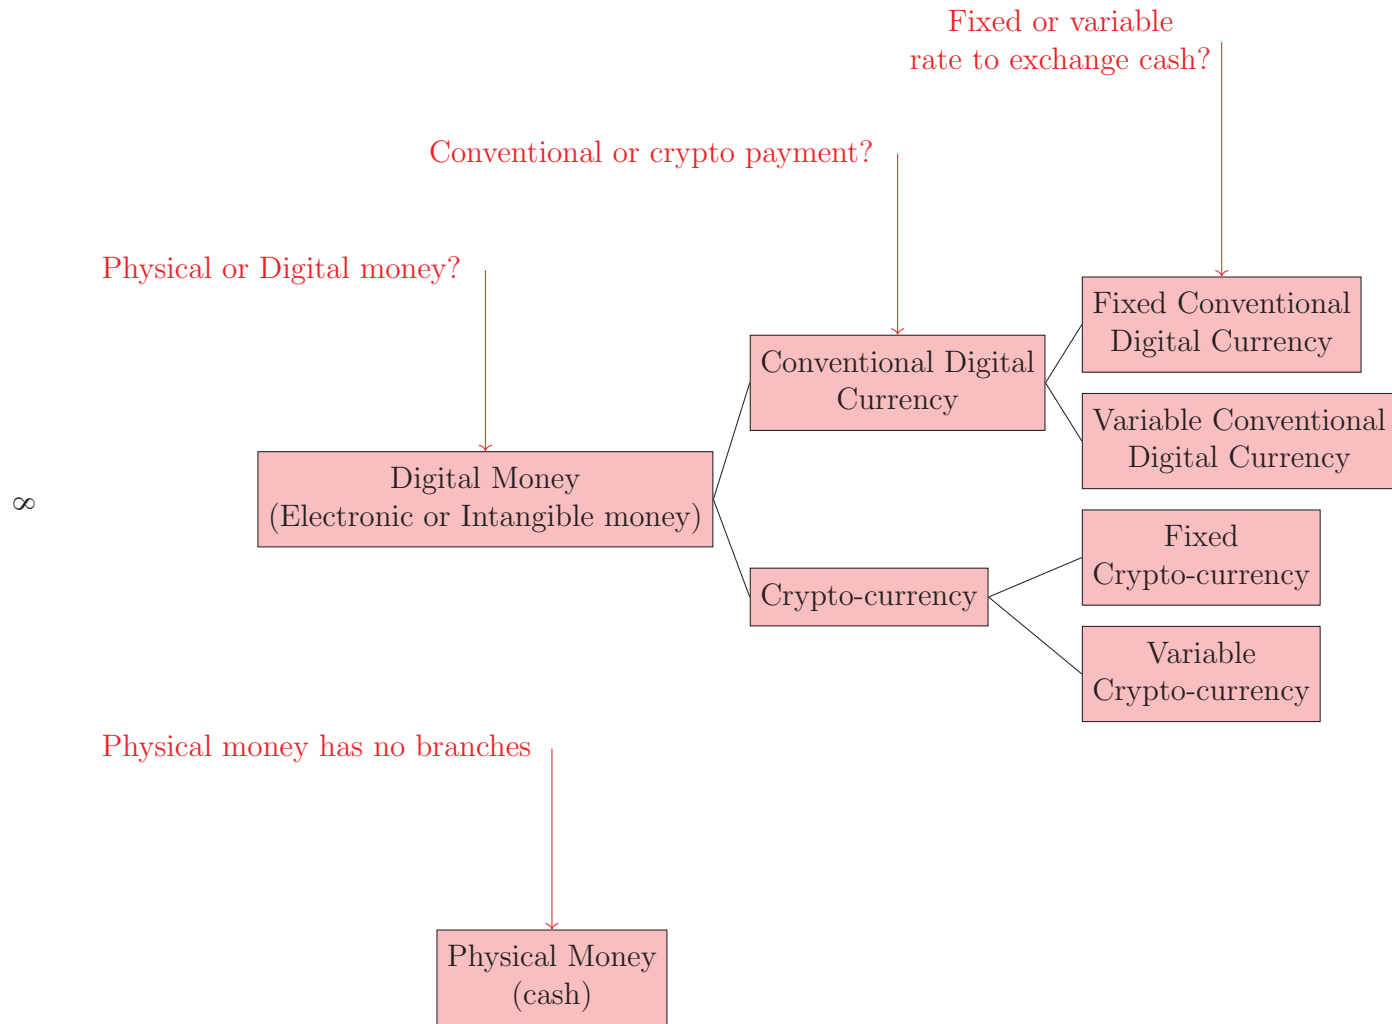 Fixed or variable
rate to exchange cash?
Conventional or crypto payment?
Physical or Digital money?
Fixed Conventional
Digital Currency
Conventional Digital
Currency
Variable Conventional
Digital Currency
Digital Money
(Electronic or Intangible money)
8
Fixed
Crypto-currency
Crypto-currency
Variable
Crypto-currency
Physical money has no branches
Physical Money
(cash)